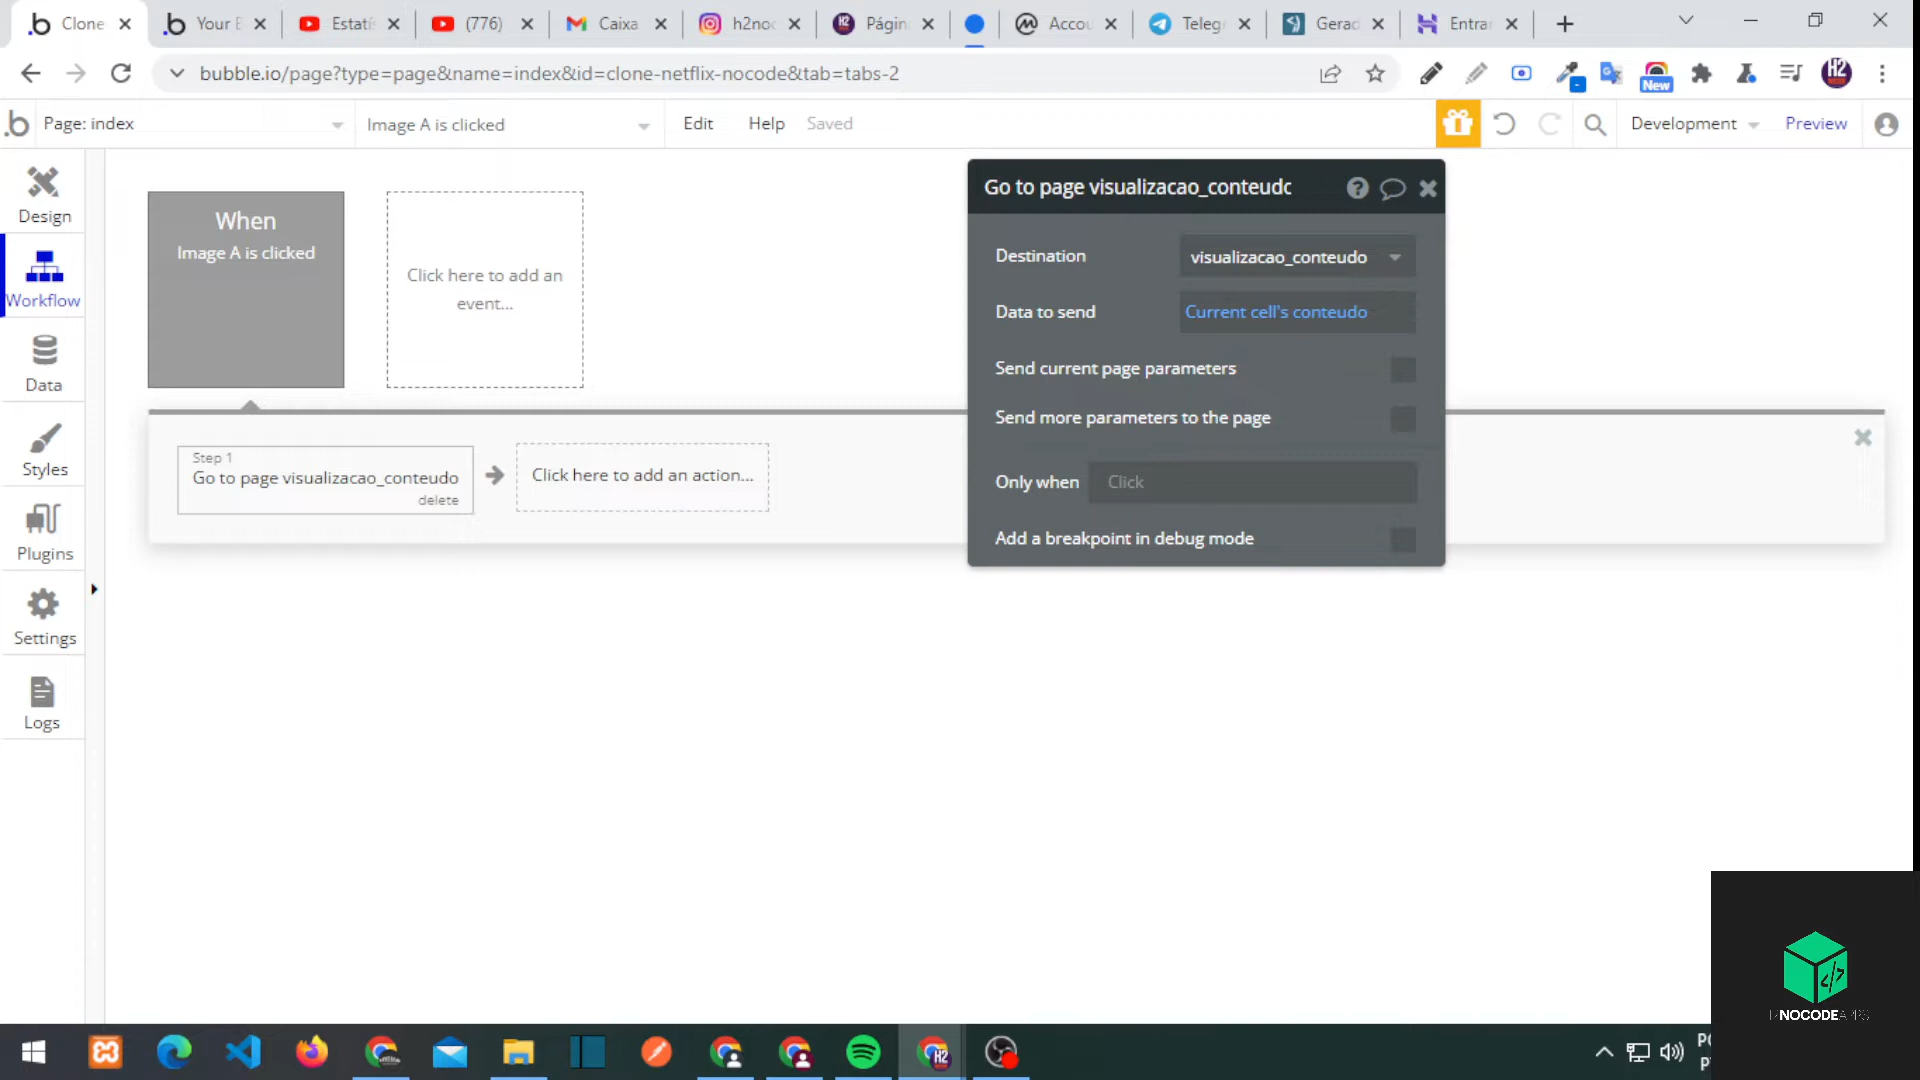 Clone
Your E
Estatí
(776)
Caixa
h2noc
Págin
Accou
Telegr
Gerad
Entrar
bubble.io/page?type=page&name=index&id=clone-netflix-nocode&tab=tabs-2
New
H2
Page: index
Image A is clicked
Edit
Help
Saved
Development
Preview
Design
Workflow
Data
Styles
Plugins
Settings
Logs
When
Image A is clicked
Click here to add an
event...
Step 1
Go to page visualizacao_conteudo
delete
Click here to add an action...
Go to page visualizacao_conteudc
Destination
visualizacao_conteudo
Data to send
Current cell's conteudo
Send current page parameters
Send more parameters to the page
Only when
Click
Add a breakpoint in debug mode
NOCODE